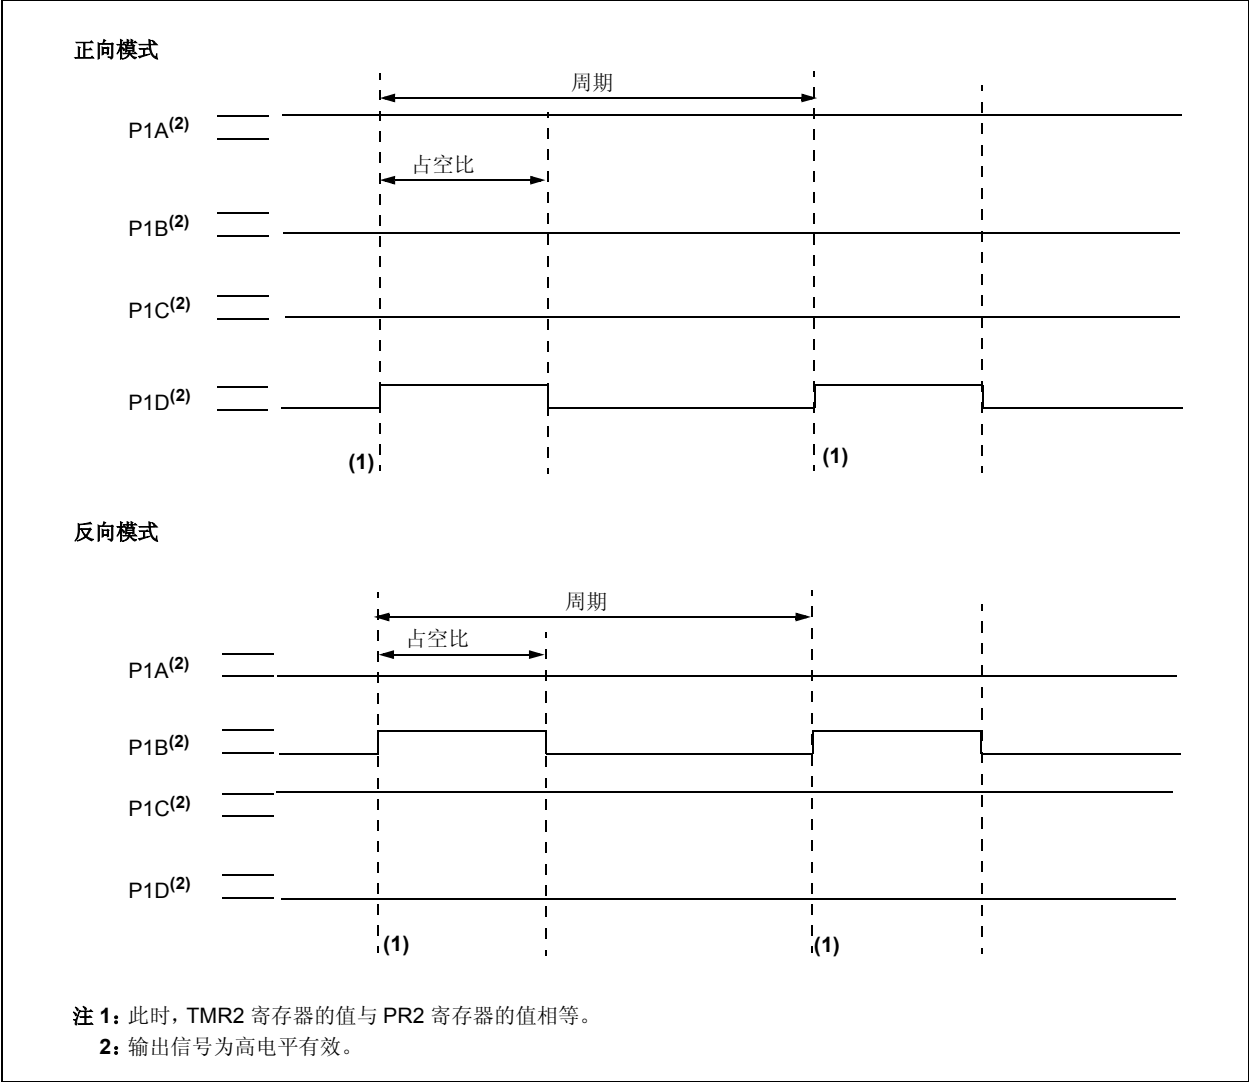 正向模式
周期
P1A(2)
占空比
P1B(2)
P1C(2)
P1D(2)
(1) (1)
反向模式
周期
占空比
P1A(2)
P1B(2)
P1C(2)
P1D(2)
(1) (1)
注 1: 此时，TMR2 寄存器的值与 PR2 寄存器的值相等。
2: 输出信号为高电平有效。